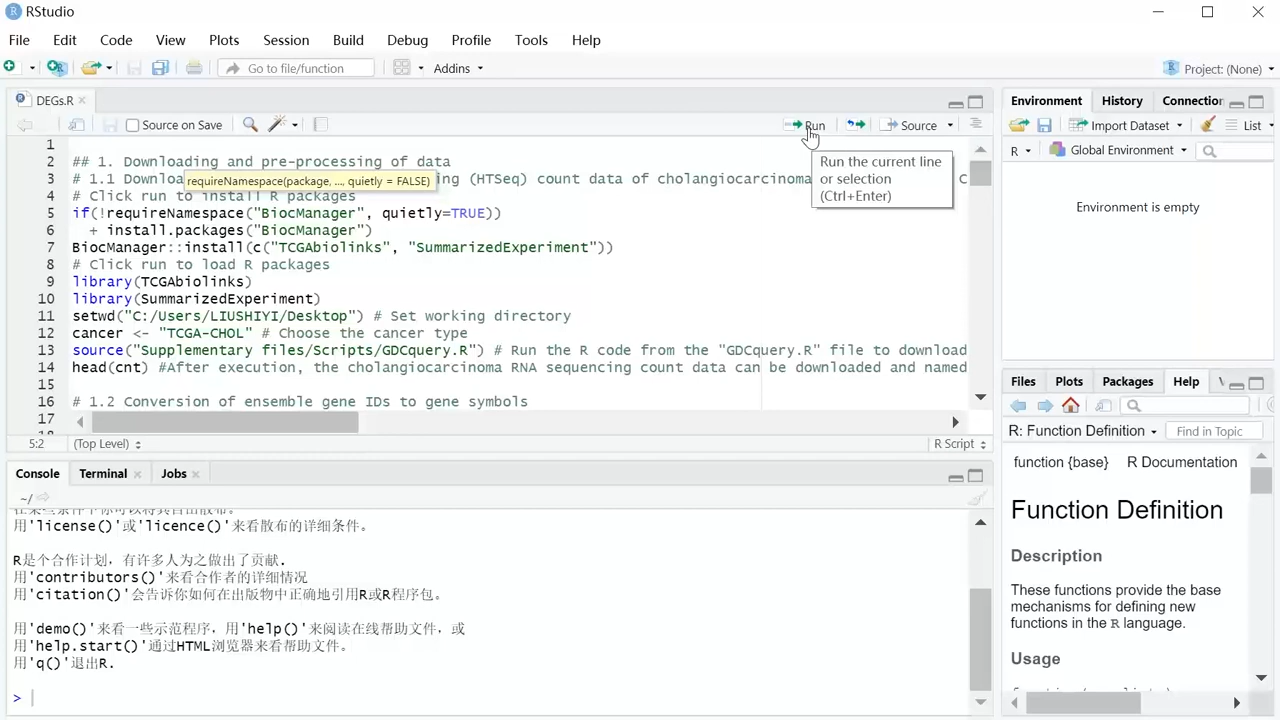 RStudio
File Edit Code View Plots Session Build Debug Profile Tools Help
Go to file/function Addins Project: (None)
DEGs.R
Source on Save Run Source
1
2 ## 1. Downloading and pre-processing of data
3 # 1.1 Downloa ng (HTSeq) count data of cholangiocarcinoma C
requireNamespace(package, ..., quietly = FALSE)
Run the current line
or selection
(Ctrl+Enter)
4 # Click run to install R packages
5 if(!requireNamespace("BiocManager", quietly=TRUE))
6 + install.packages("BiocManager")
7 BiocManager::install(c("TCGAbiolinks", "SummarizedExperiment"))
8 # Click run to load R packages
9 library(TCGAbiolinks)
10 library(SummarizedExperiment)
11 setwd("C:/Users/LIUSHIYI/Desktop") # Set working directory
12 cancer <- "TCGA-CHOL" # Choose the cancer type
13 source("Supplementary files/Scripts/GDCquery.R") # Run the R code from the "GDCquery.R" file to download
14 head(cnt) #After execution, the cholangiocarcinoma RNA sequencing count data can be downloaded and named
15
16 # 1.2 Conversion of ensemble gene IDs to gene symbols
17
5:2 (Top Level) R Script
Console Terminal Jobs
~/
用'license()'或'licence()'来看散布的详细条件。
R是个合作计划，有许多人为之做出了贡献.
用'contributors()'来看合作者的详细情况
用'citation()'会告诉你如何在出版物中正确地引用R或R程序包。
用'demo()'来看一些示范程序，用'help()'来阅读在线帮助文件，或
用'help.start()'通过HTML浏览器来看帮助文件。
用'q()'退出R.
>
Environment History Connection
Import Dataset List
R Global Environment
Environment is empty
Files Plots Packages Help
R: Function Definition Find in Topic
function {base} R Documentation
Function Definition
Description
These functions provide the base
mechanisms for defining new
functions in the R language.
Usage